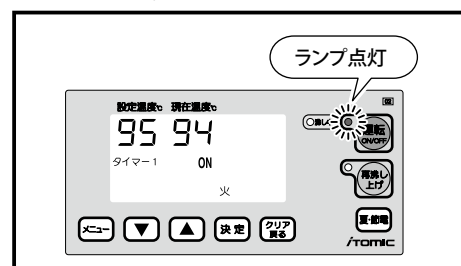 ランプ点灯
設定温度℃ 現在温度℃
95 94
タイマー1 ON
火
沸し
運転
ON/OFF
再沸し
上げ
メニュー ▼ ▲ 決定 クリア
戻る
夏・節電
iTomic